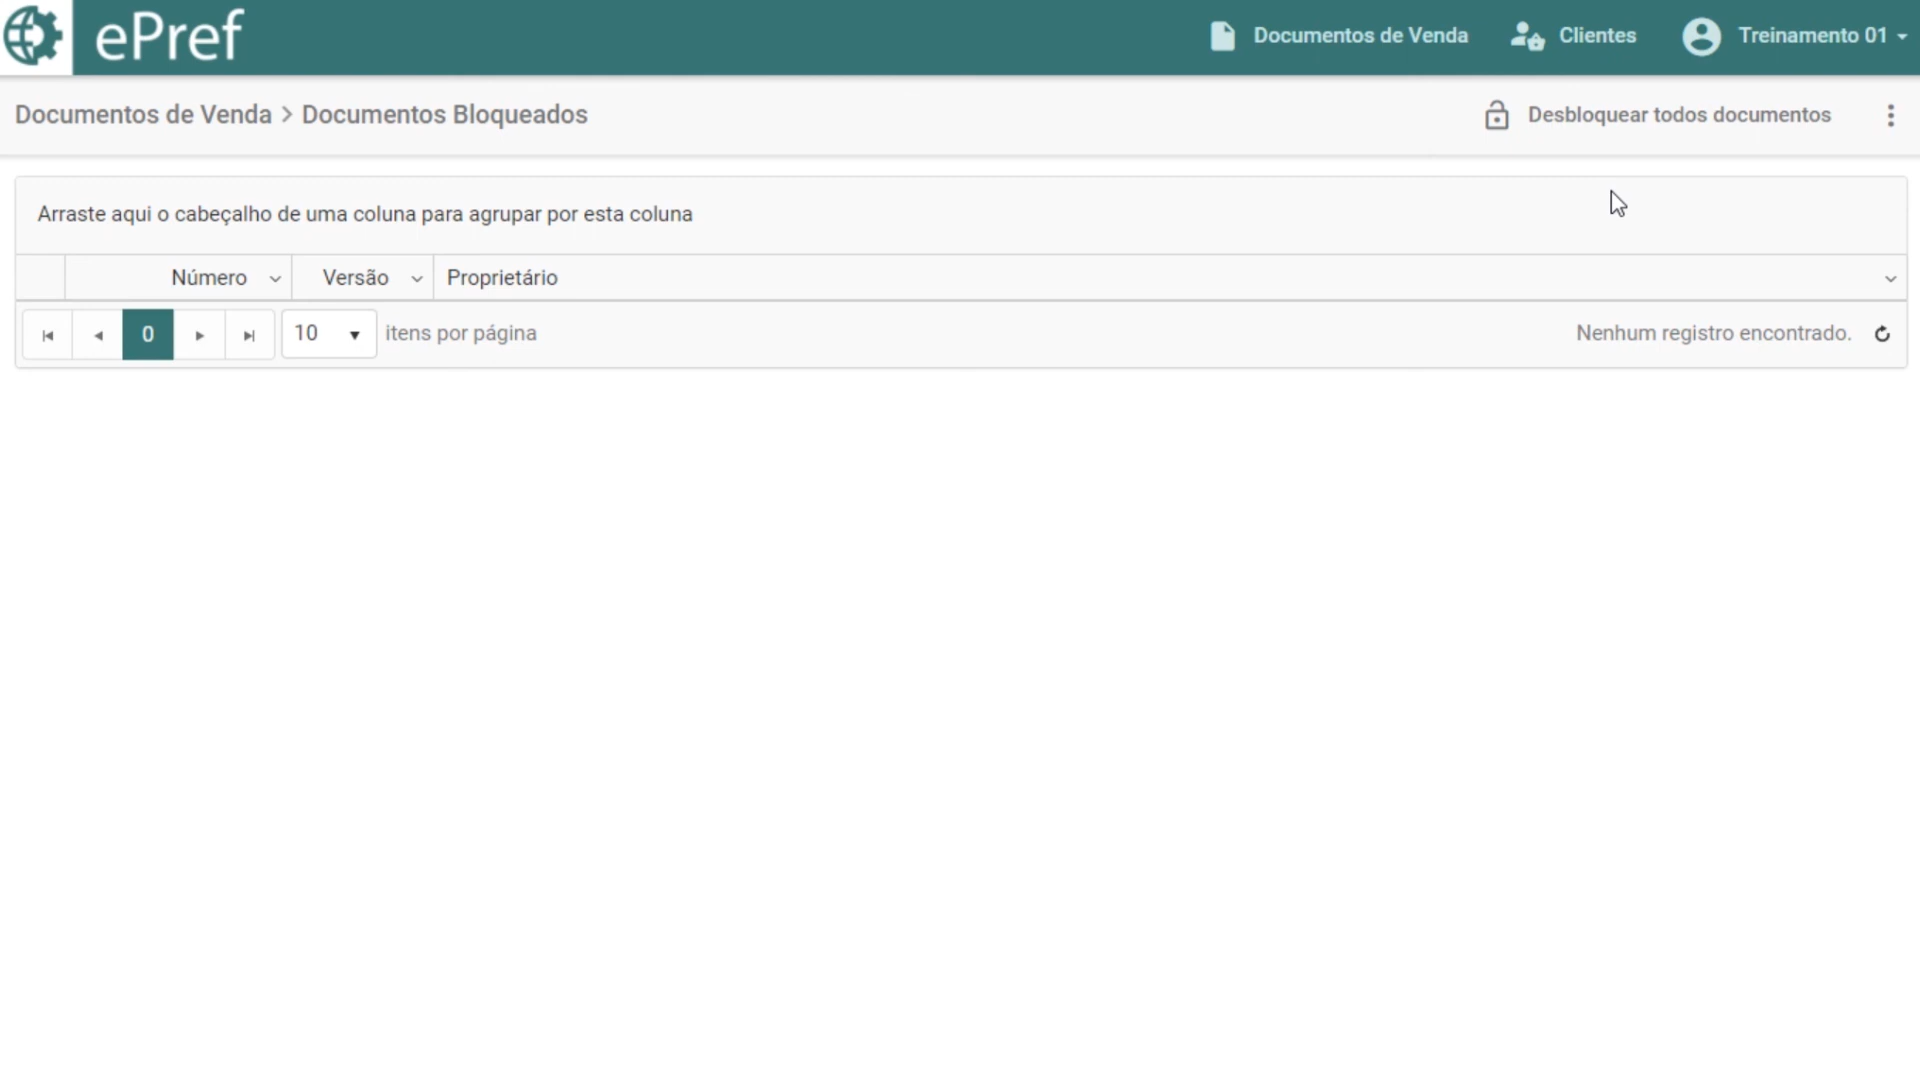 ePref
Documentos de Venda
Clientes
Treinamento 01
Documentos de Venda > Documentos Bloqueados
Desbloquear todos documentos
Arraste aqui o cabeçalho de uma coluna para agrupar por esta coluna
Número
Versão
Proprietário
0
10
itens por página
Nenhum registro encontrado.